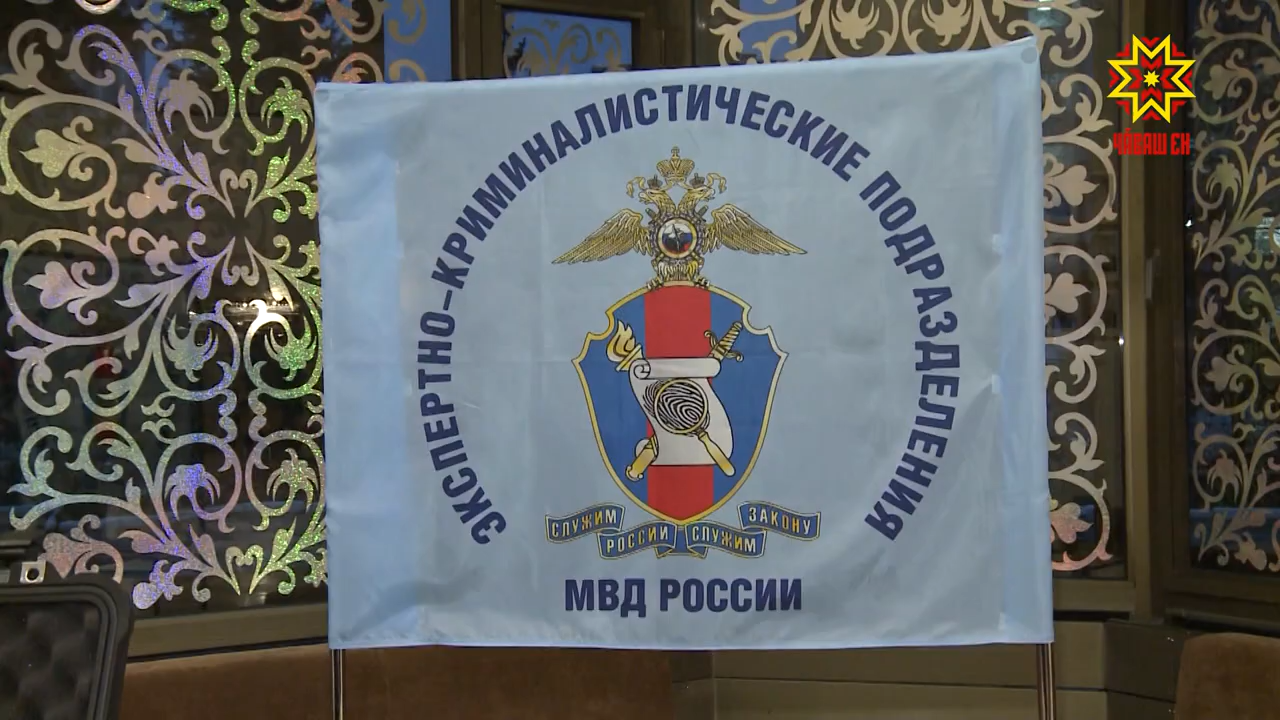 ЭКСПЕРТНО-КРИМИНАЛИСТИЧЕСКИЕ ПОДРАЗДЕЛЕНИЯ
СЛУЖИМ РОССИИ СЛУЖИМ ЗАКОНУ
МВД РОССИИ
ЧӐВАШ ЕН